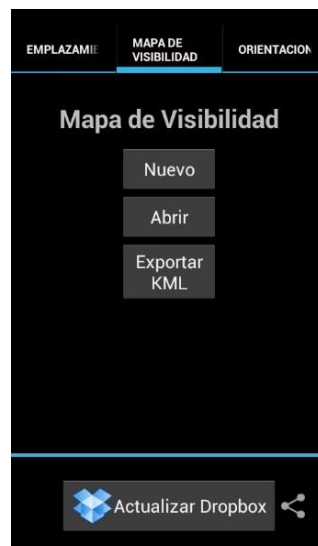 EMPLAZAMIE
MAPA DE
VISIBILIDAD
ORIENTACION
Mapa de Visibilidad
Nuevo
Abrir
Exportar
KML
Actualizar Dropbox